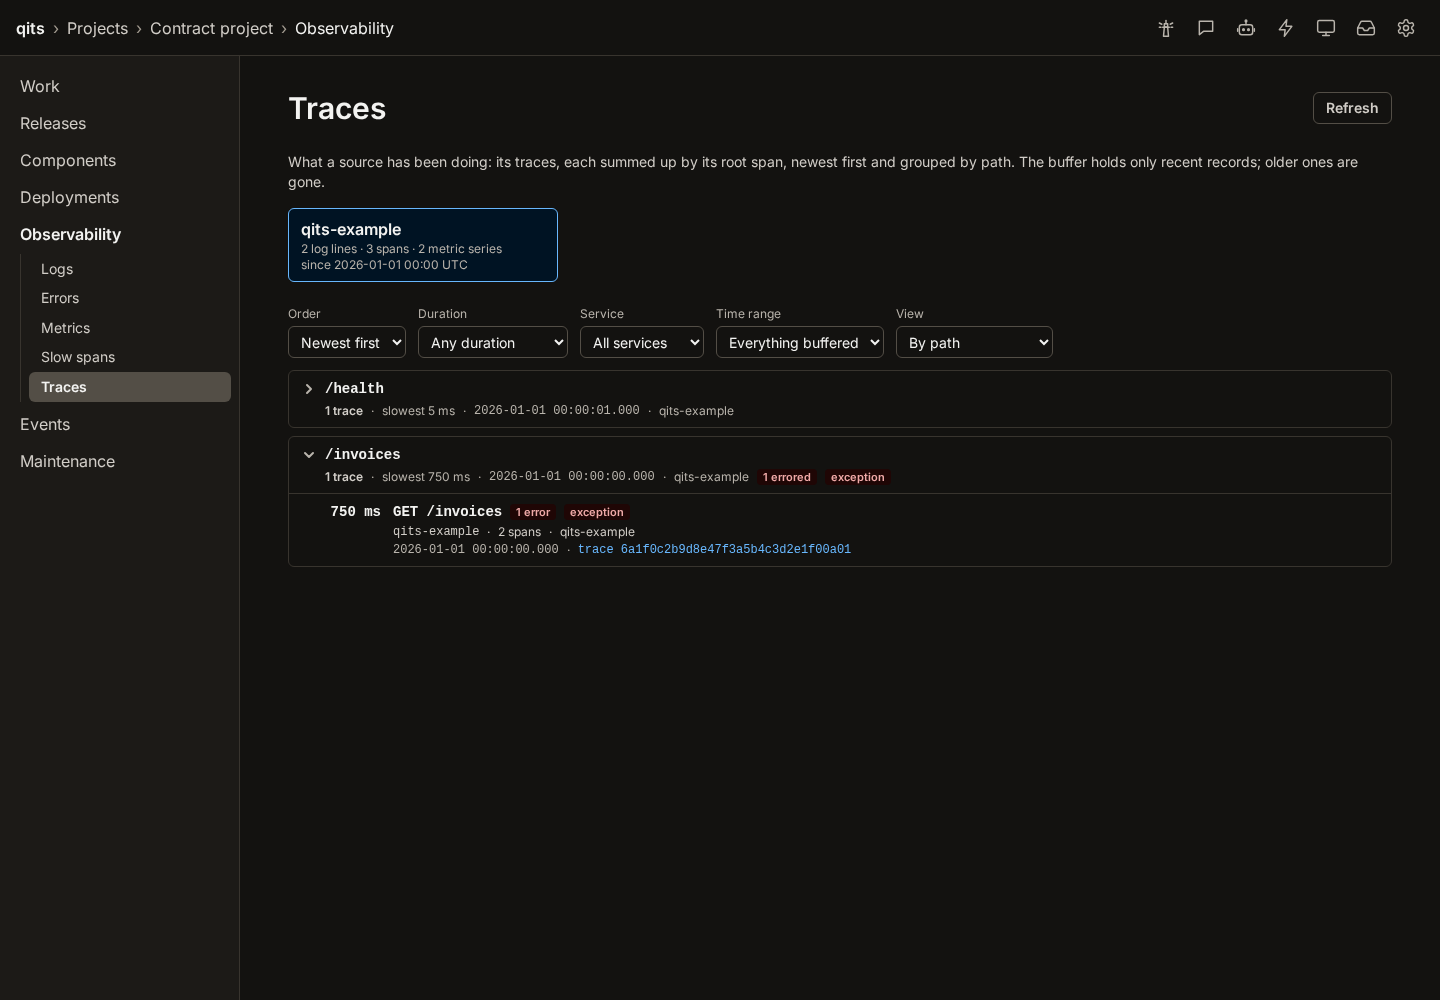 qits › Projects › Contract project › Observability
Work
Releases
Components
Deployments
Observability
Logs
Errors
Metrics
Slow spans
Traces
Events
Maintenance
Traces
Refresh
What a source has been doing: its traces, each summed up by its root span, newest first and grouped by path. The buffer holds only recent records; older ones are
gone.
qits-example
2 log lines · 3 spans · 2 metric series
since 2026-01-01 00:00 UTC
Order Duration Service Time range View
Newest first Any duration All services Everything buffered By path
/health
1 trace · slowest 5 ms · 2026-01-01 00:00:01.000 · qits-example
/invoices
1 trace · slowest 750 ms · 2026-01-01 00:00:00.000 · qits-example 1 errored exception
750 ms GET /invoices 1 error exception
qits-example · 2 spans · qits-example
2026-01-01 00:00:00.000 · trace 6a1f0c2b9d8e47f3a5b4c3d2e1f00a01